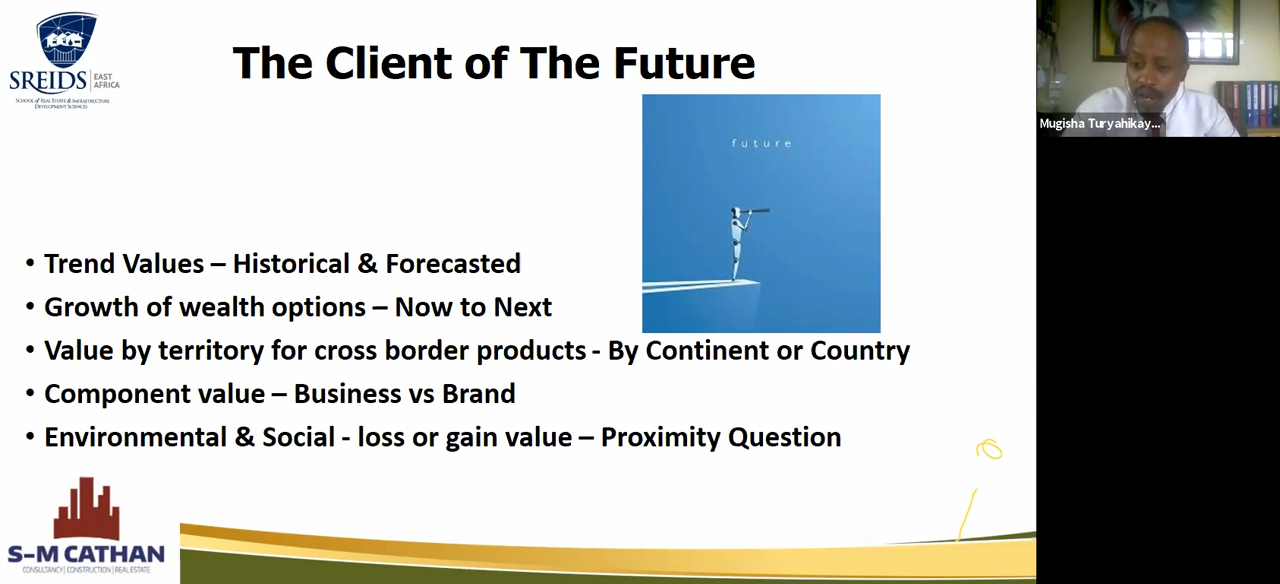 SREIDS
EAST
AFRICA
SCHOOL of REAL ESTATE & INFRASTRUCTURE
DEVELOPMENT SCIENCES
The Client of The Future
future
Mugisha Turyahikay...
• Trend Values – Historical & Forecasted
• Growth of wealth options – Now to Next
• Value by territory for cross border products - By Continent or Country
• Component value – Business vs Brand
• Environmental & Social - loss or gain value – Proximity Question
S-M CATHAN
CONSULTANCY | CONSTRUCTION | REAL ESTATE